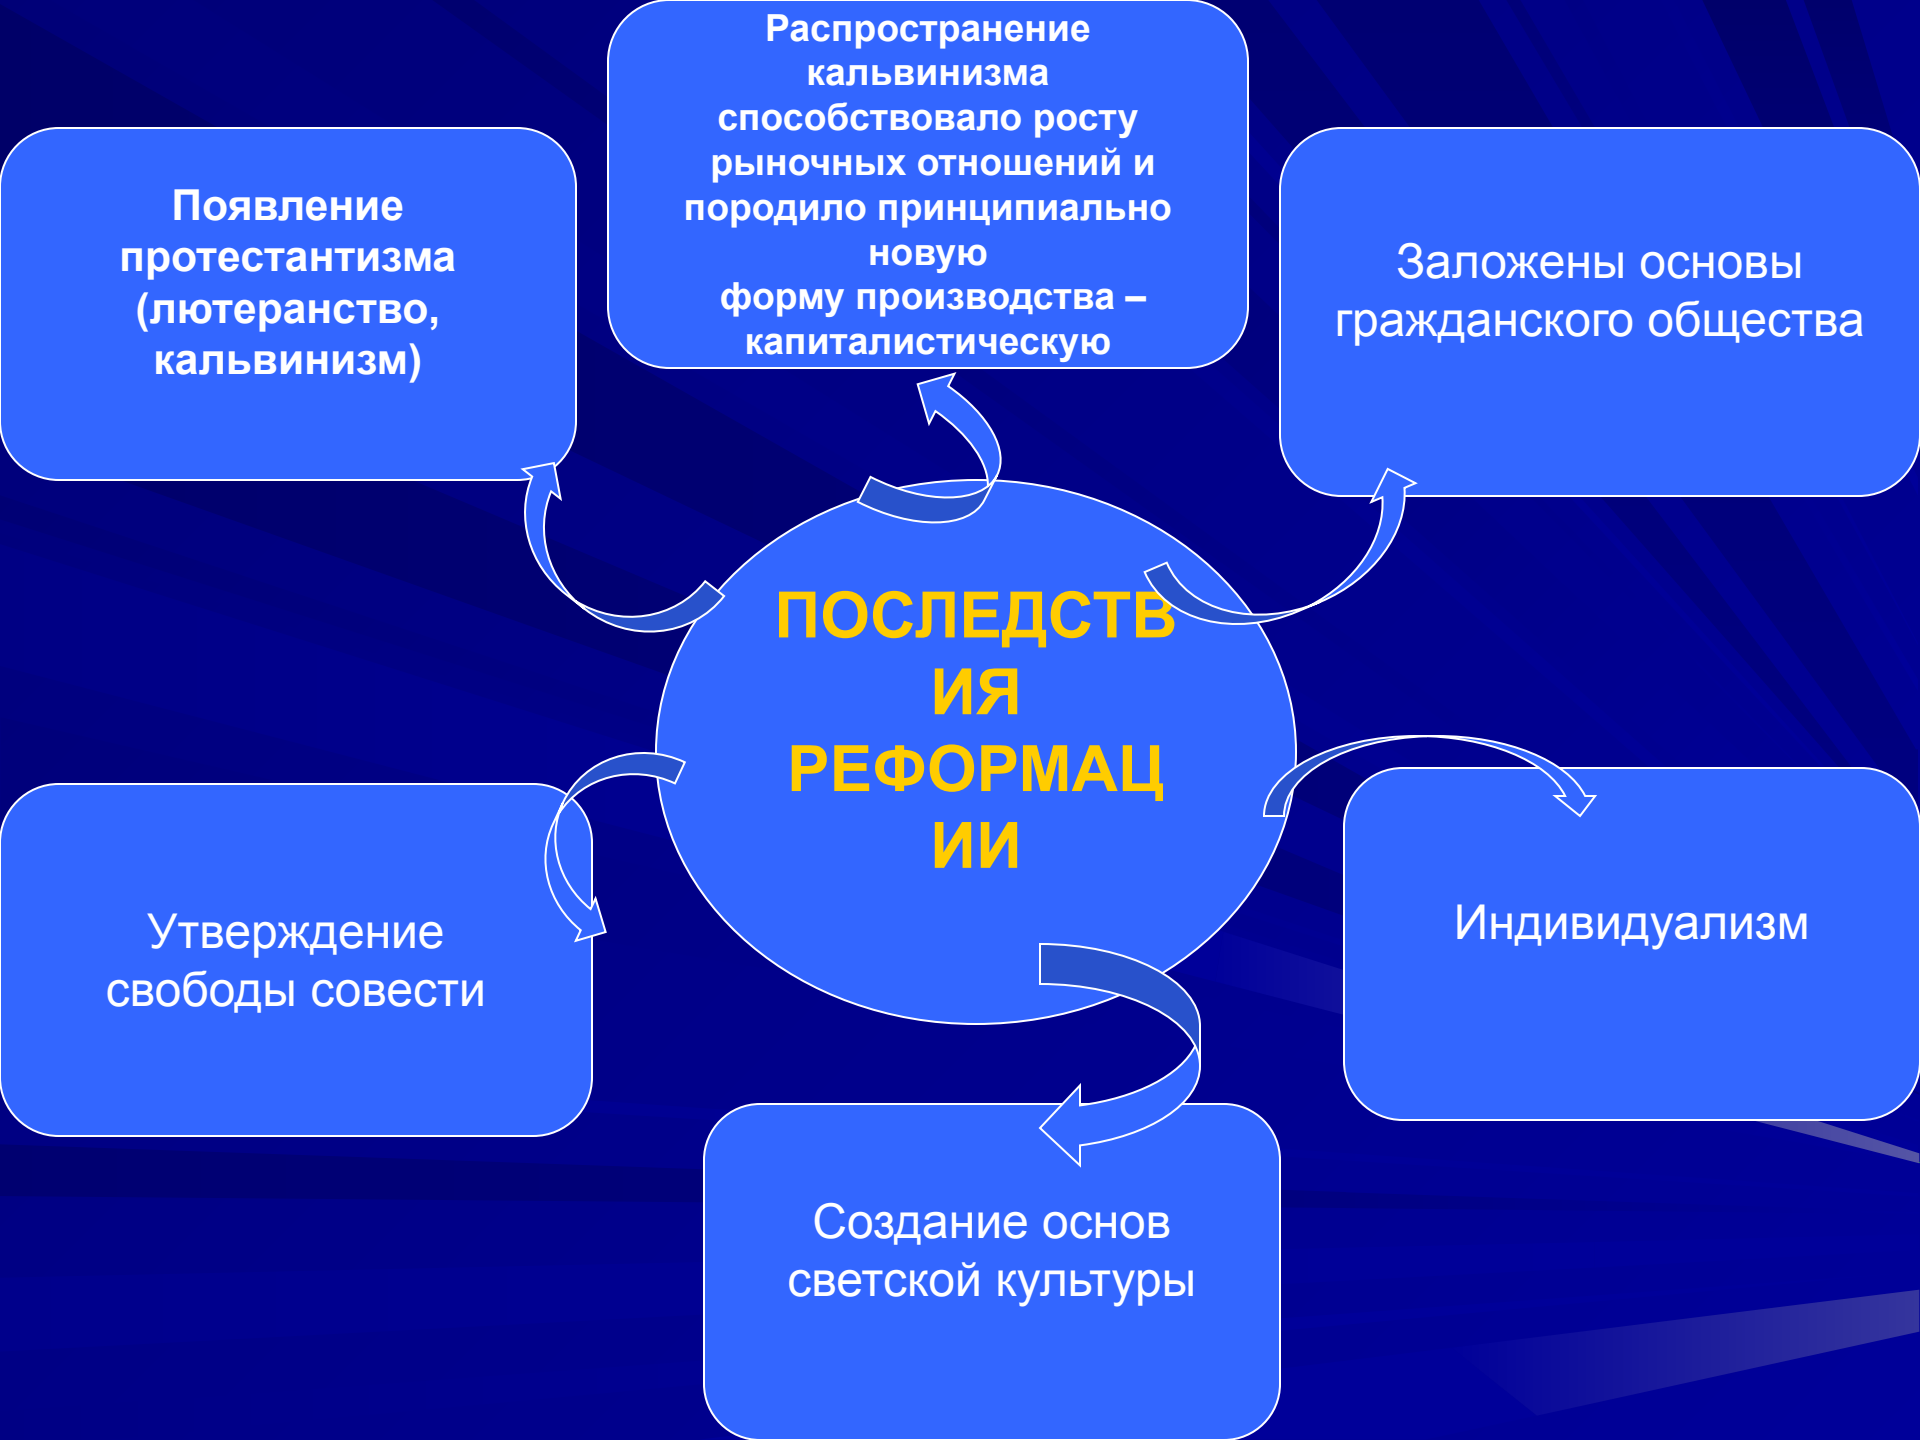 Распространение
кальвинизма
способствовало росту
рыночных отношений и
породило принципиально
новую
форму производства –
капиталистическую
Появление
протестантизма
(лютеранство,
кальвинизм)
Заложены основы
гражданского общества
ПОСЛЕДСТВ
ИЯ
РЕФОРМАЦ
ИИ
Утверждение
свободы совести
Индивидуализм
Создание основ
светской культуры